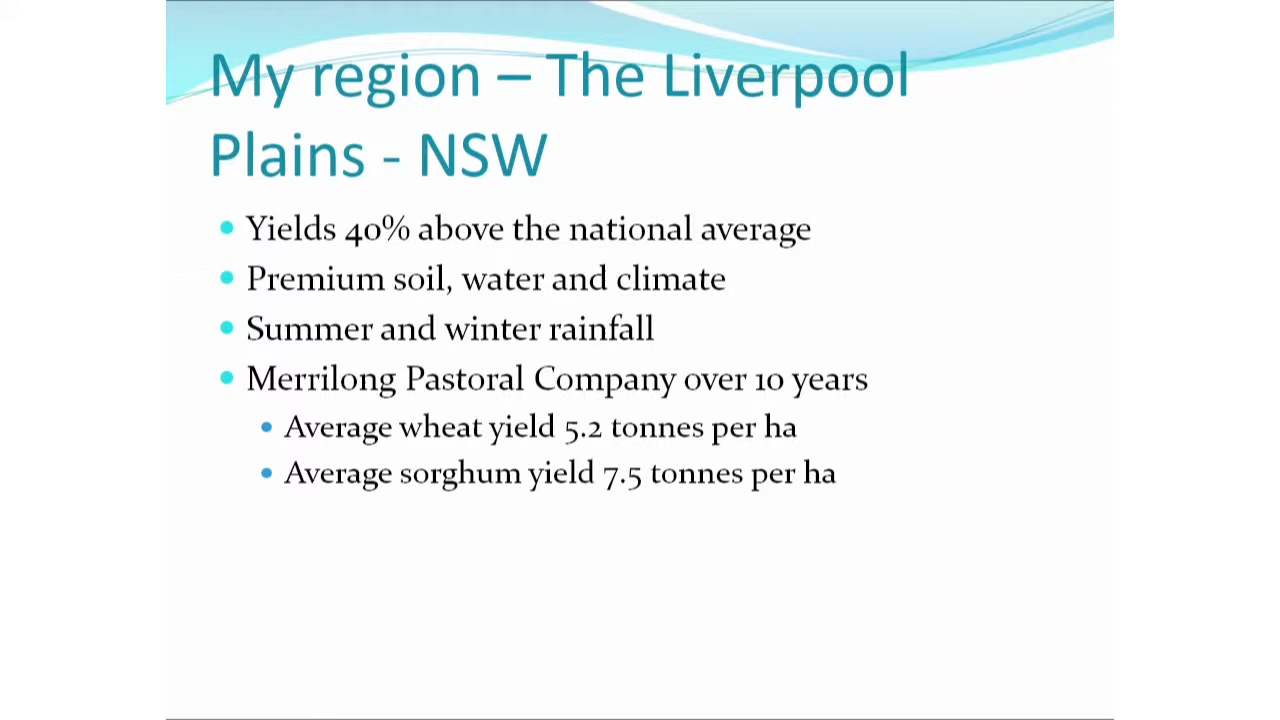 My region – The Liverpool
Plains - NSW
Yields 40% above the national average
Premium soil, water and climate
Summer and winter rainfall
Merrilong Pastoral Company over 10 years
Average wheat yield 5.2 tonnes per ha
Average sorghum yield 7.5 tonnes per ha